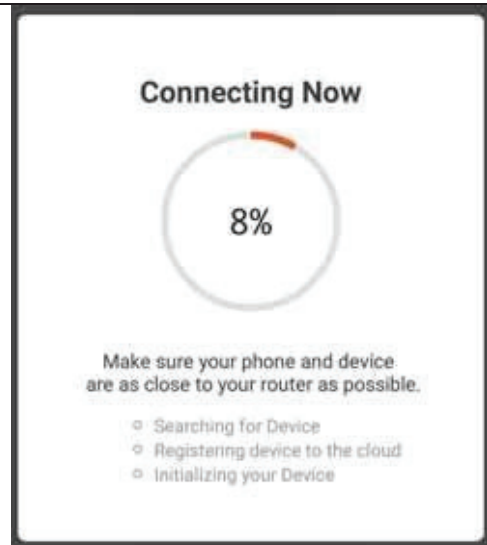 Connecting Now
8%
Make sure your phone and device
are as close to your router as possible.
Searching for Device
Registering device to the cloud
Initializing your Device